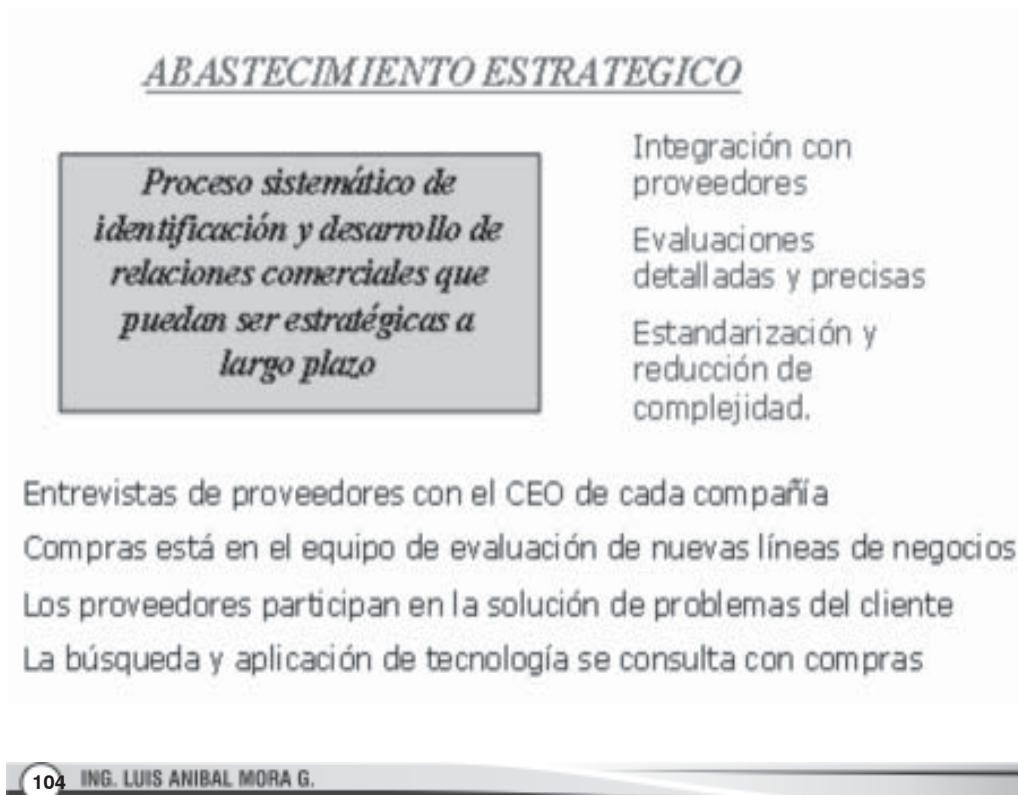 ABASTECIMIENTO ESTRATEGICO
Proceso sistemático de
identificación y desarrollo de
relaciones comerciales que
puedan ser estratégicas a
largo plazo
Integración con
proveedores
Evaluaciones
detalladas y precisas
Estandarización y
reducción de
complejidad.
Entrevistas de proveedores con el CEO de cada compañía
Compras está en el equipo de evaluación de nuevas líneas de negocios
Los proveedores participan en la solución de problemas del cliente
La búsqueda y aplicación de tecnología se consulta con compras
104 ING. LUIS ANIBAL MORA G.